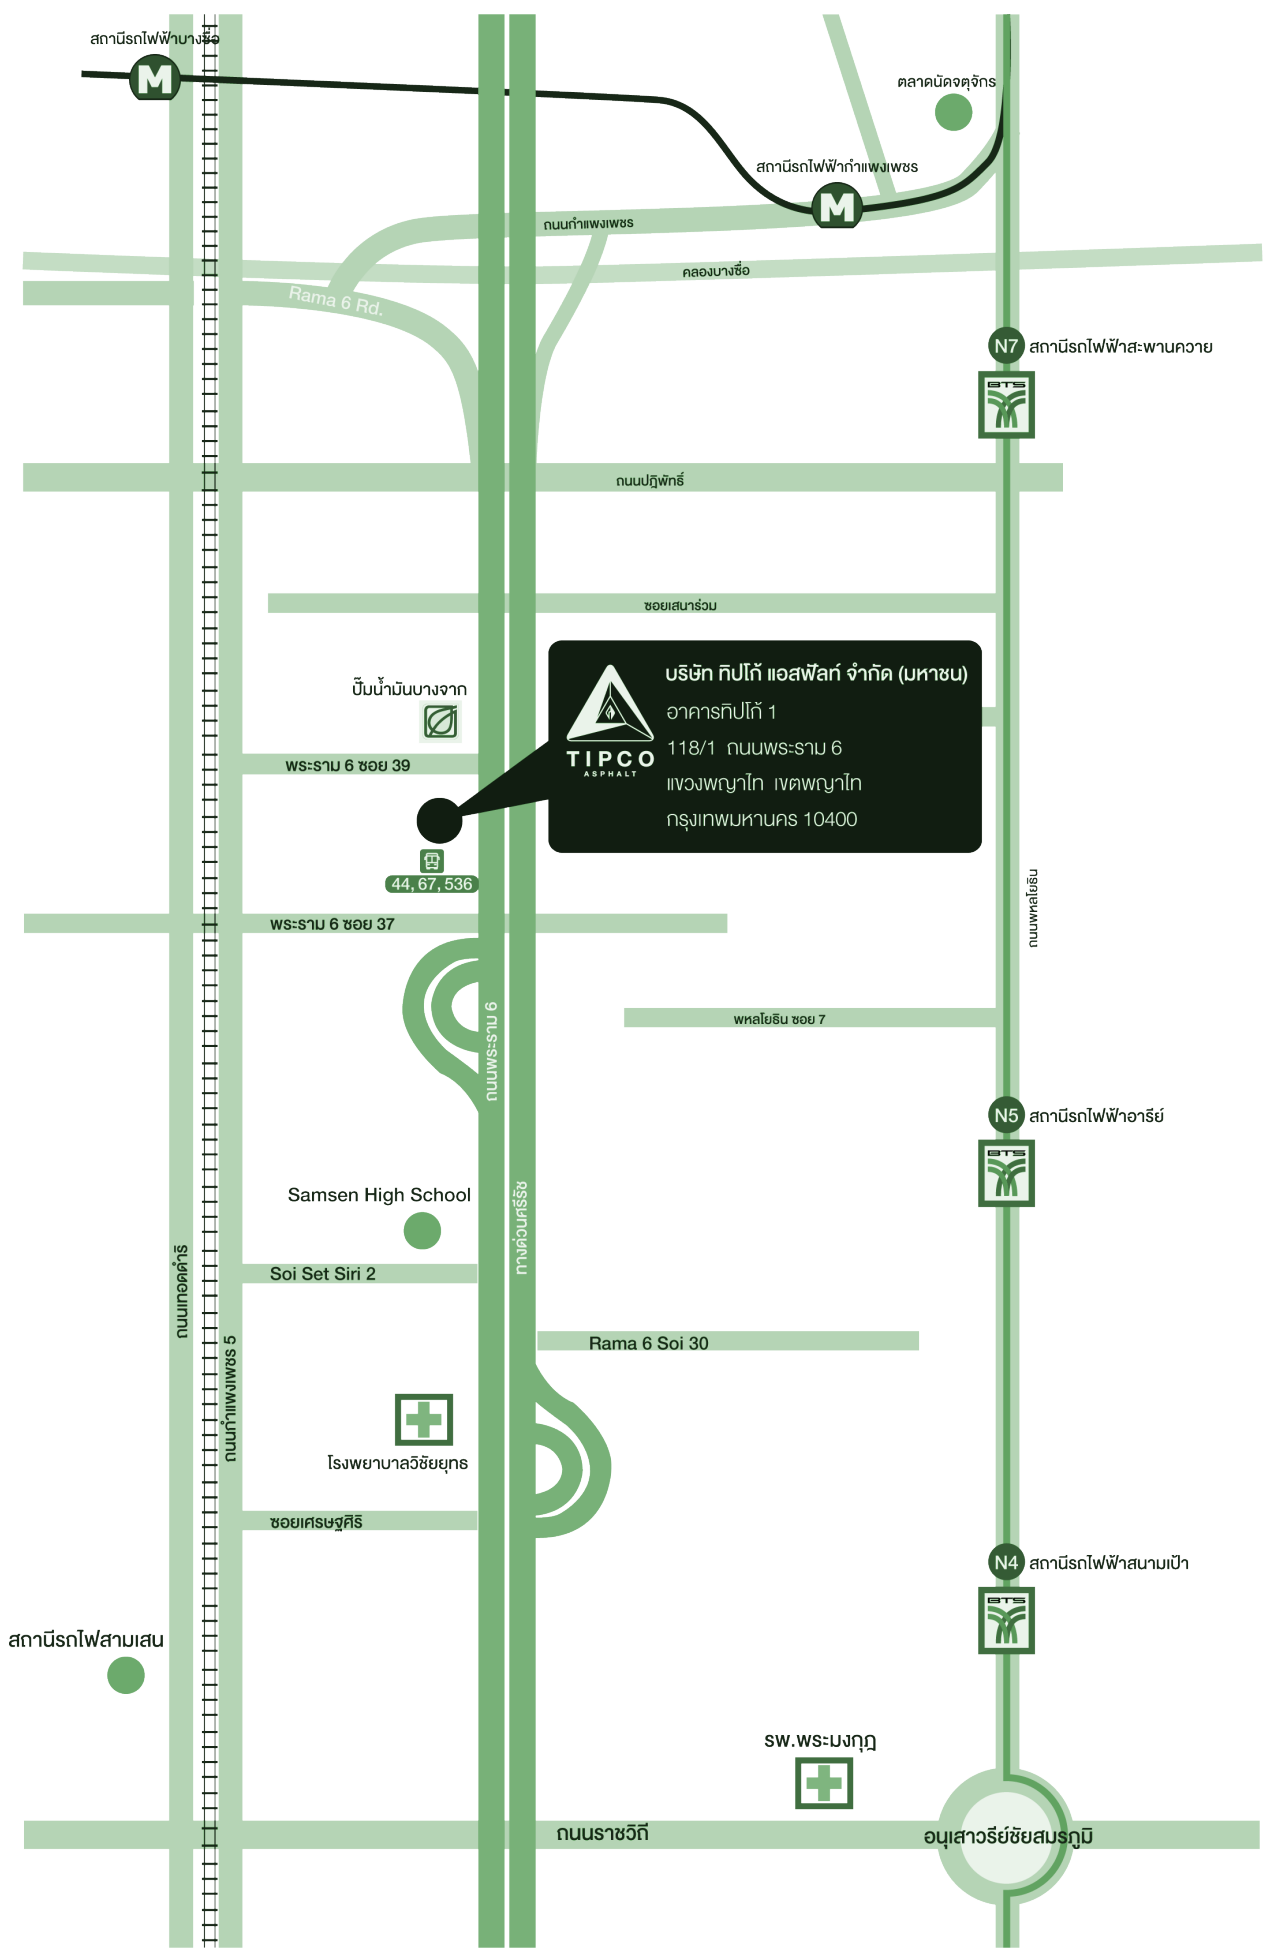 สถานีรถไฟฟ้าบางซื่อ
M
ตลาดนัดจตุจักร
สถานีรถไฟฟ้ากำแพงเพชร
M
ถนนกำแพงเพชร
คลองบางซื่อ
Rama 6 Rd.
N7 สถานีรถไฟฟ้าสะพานควาย
BTS
ถนนปฎิพัทธิ์
ซอยเสนาร่วม
ปั๊มน้ำมันบางจาก
พระราม 6 ซอย 39
TIPCO
ASPHALT
บริษัท ทิปโก้ แอสฟัลท์ จำกัด (มหาชน)
อาคารทิปโก้ 1
118/1 ถนนพระราม 6
แขวงพญาไท เขตพญาไท
กรุงเทพมหานคร 10400
44, 67, 536
พระราม 6 ซอย 37
ถนนพหลโยธิน
ถนนพระราม 6
พหลโยธิน ซอย 7
N5 สถานีรถไฟฟ้าอารีย์
BTS
Samsen High School
ทางด่วนศรีรัช
Soi Set Siri 2
ถนนเทอดดำริ
ถนนกำแพงเพชร 5
Rama 6 Soi 30
โรงพยาบาลวิชัยยุทธ
ซอยเศรษฐศิริ
N4 สถานีรถไฟฟ้าสนามเป้า
BTS
สถานีรถไฟสามเสน
รพ.พระมงกุฎ
ถนนราชวิถี
อนุเสาวรีย์ชัยสมรภูมิ